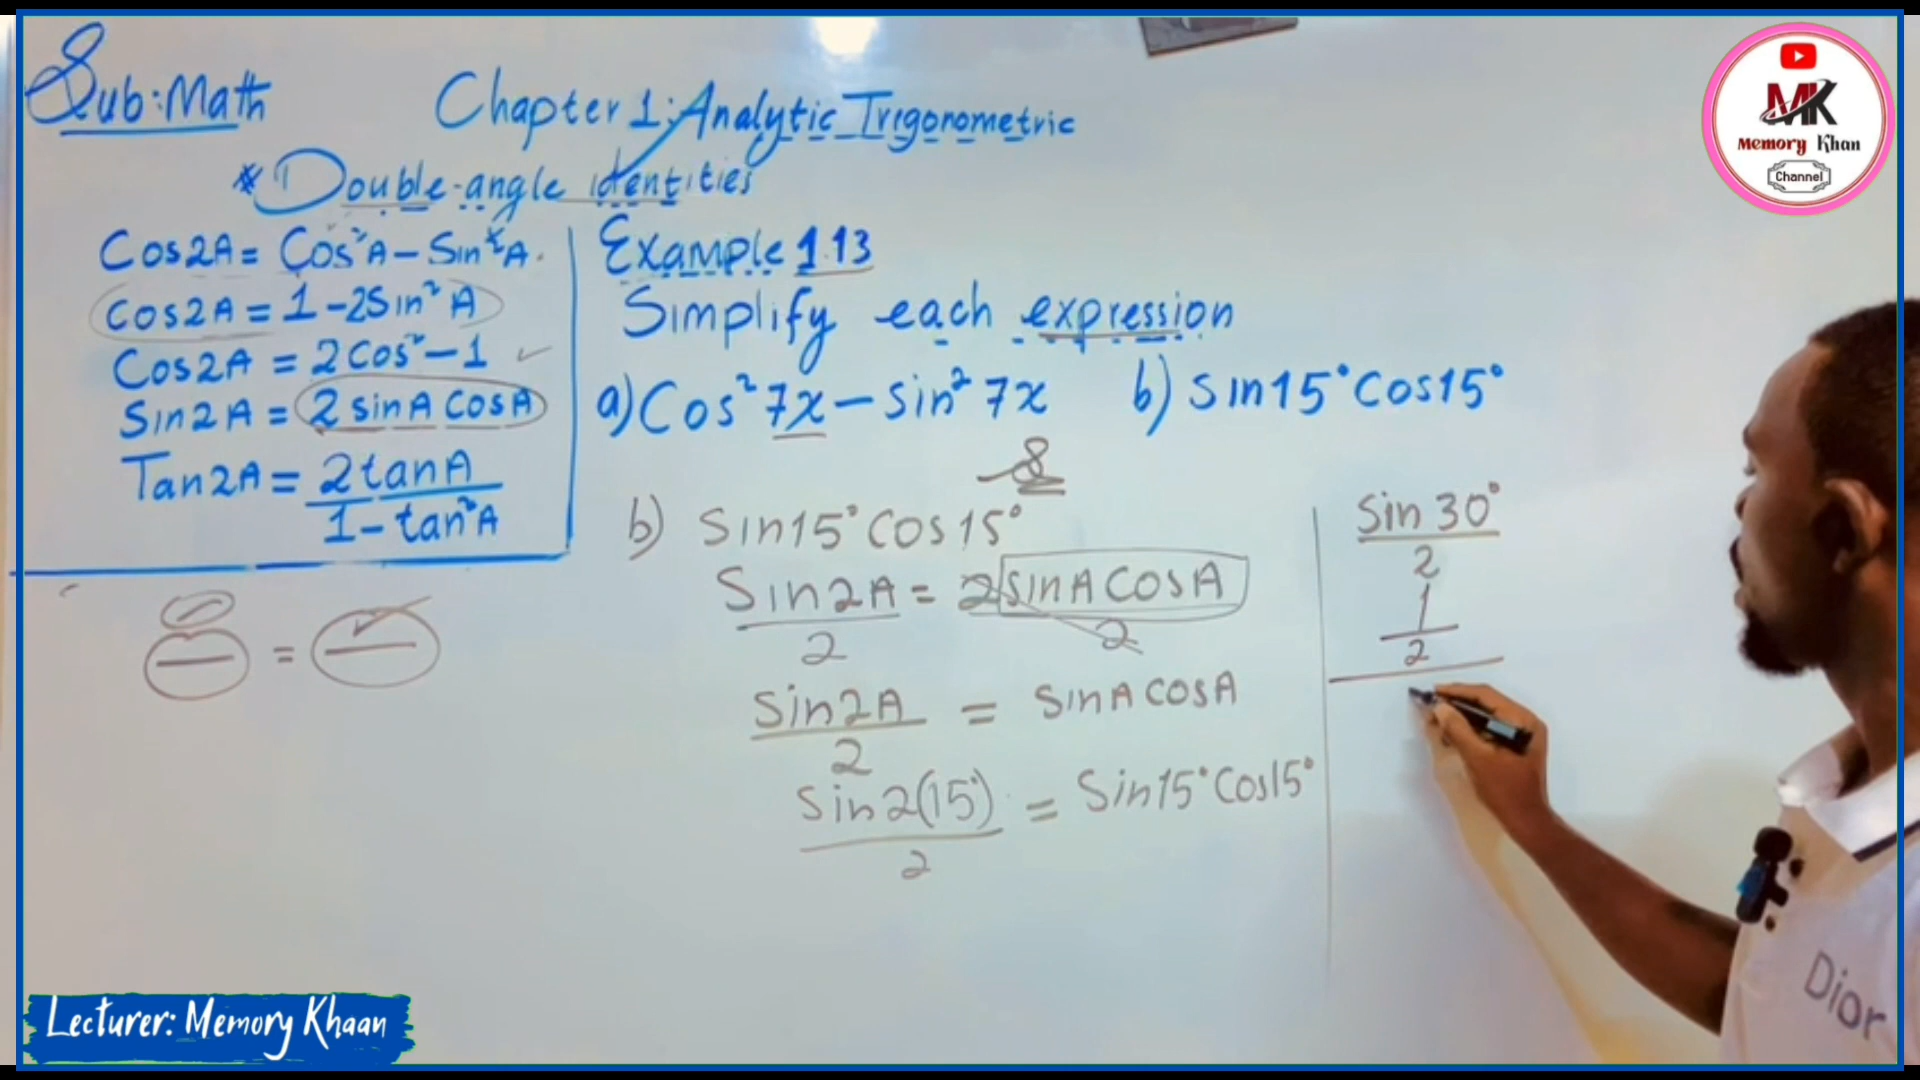 Sub: Math
Chapter 1: Analytic Trigonometric
* Double-angle identities
Cos2A = Cos²A - Sin²A.
Cos2A = 1 - 2Sin²A
Cos2A = 2Cos² - 1 ✓
Sin2A = 2 sinA cosA
Tan2A = 2tanA / 1 - tan²A
Example 1.13
Simplify each expression
a) Cos²7x - sin²7x b) sin15° cos15°
8
b) Sin15° Cos15°
Sin2A / 2 = 2 sinA cosA / 2
Sin2A / 2 = sinA cosA
Sin2(15°) / 2 = Sin15° Cos15°
Sin 30° / 2
1 / 2
2
=
MK
Memory Khan
Channel
Dior
Lecturer: Memory Khaan